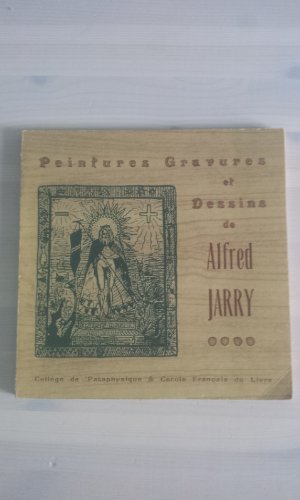 Peintures Gravures
et
Dessins
de
Alfred
JARRY
Collège de 'Pataphysique & Cercle Français du Livre